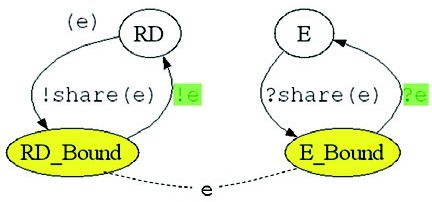 (e)
RD
E
!share(e)
!e
?share(e)
?e
RD_Bound
E_Bound
e